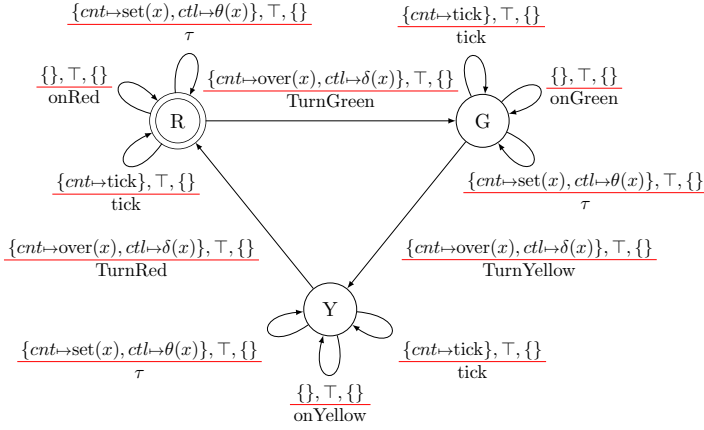 {cnt↦set(x), ctl↦θ(x)}, ⊤, {}
τ
{cnt↦tick}, ⊤, {}
tick
{}, ⊤, {}
onRed
{cnt↦over(x), ctl↦δ(x)}, ⊤, {}
TurnGreen
{}, ⊤, {}
onGreen
R
G
{cnt↦tick}, ⊤, {}
tick
{cnt↦set(x), ctl↦θ(x)}, ⊤, {}
τ
{cnt↦over(x), ctl↦δ(x)}, ⊤, {}
TurnRed
{cnt↦over(x), ctl↦δ(x)}, ⊤, {}
TurnYellow
Y
{cnt↦set(x), ctl↦θ(x)}, ⊤, {}
τ
{cnt↦tick}, ⊤, {}
tick
{}, ⊤, {}
onYellow